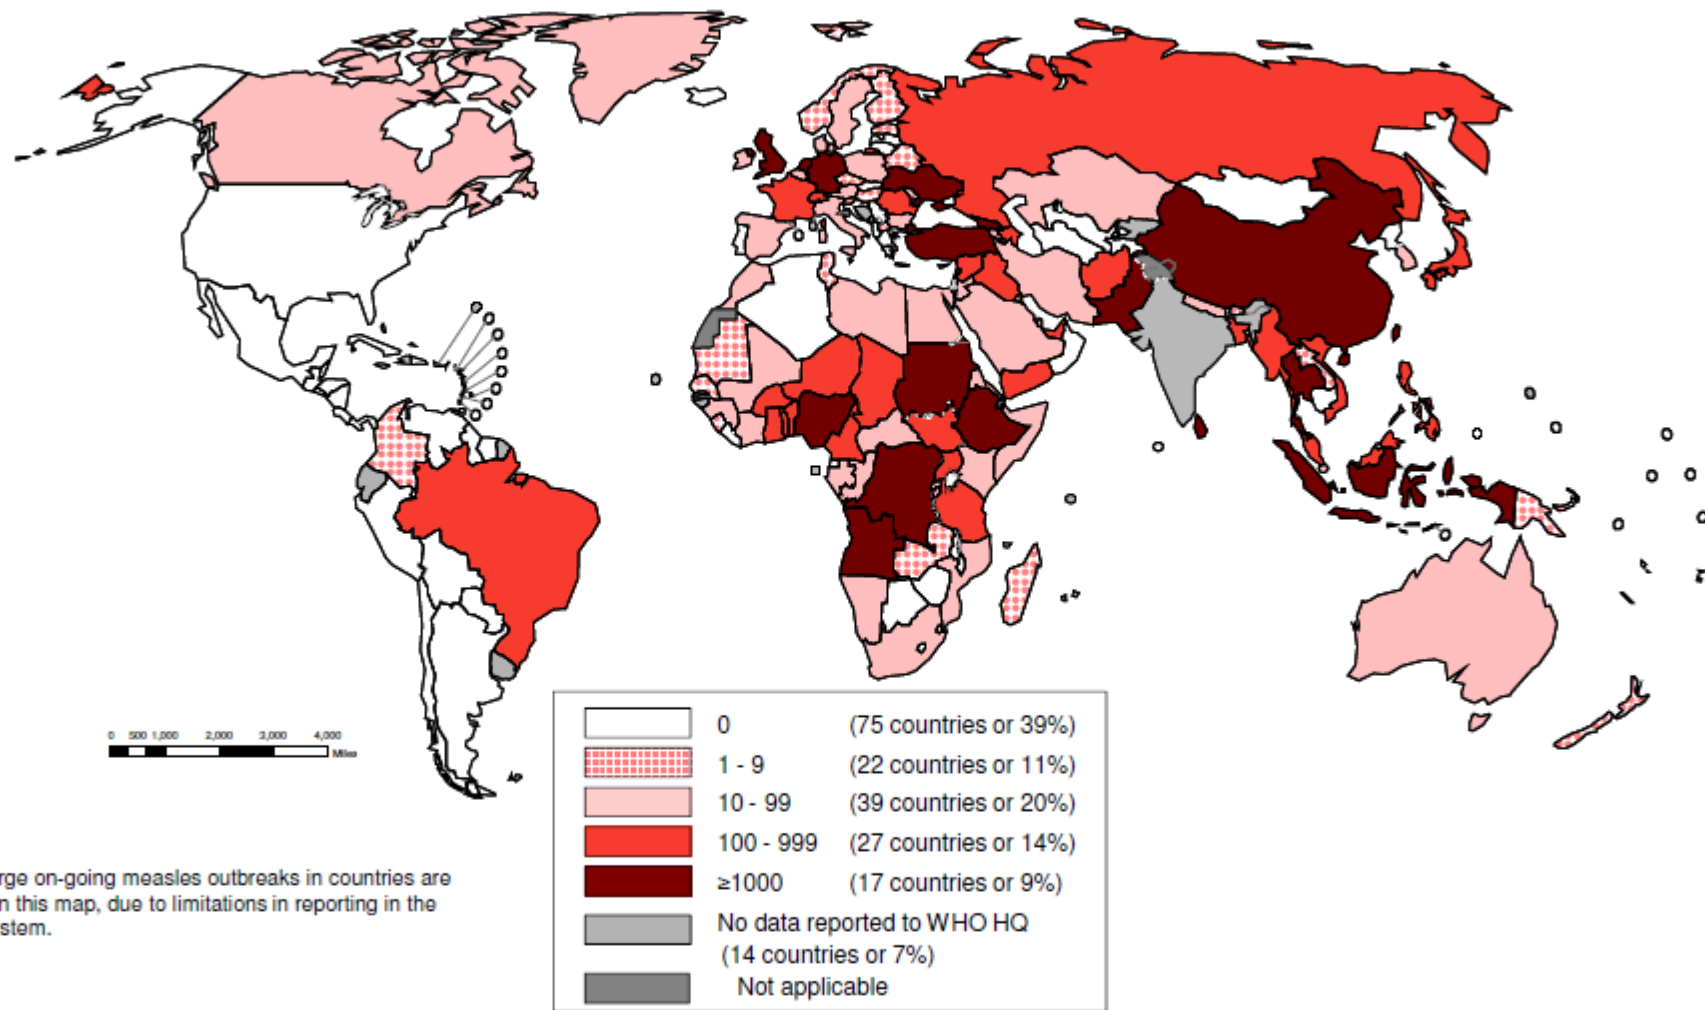 0 500 1,000 2,000 3,000 4,000
Miles
0 (75 countries or 39%)
1 - 9 (22 countries or 11%)
10 - 99 (39 countries or 20%)
100 - 999 (27 countries or 14%)
≥1000 (17 countries or 9%)
No data reported to WHO HQ
(14 countries or 7%)
Not applicable
rge on-going measles outbreaks in countries are
n this map, due to limitations in reporting in the
stem.